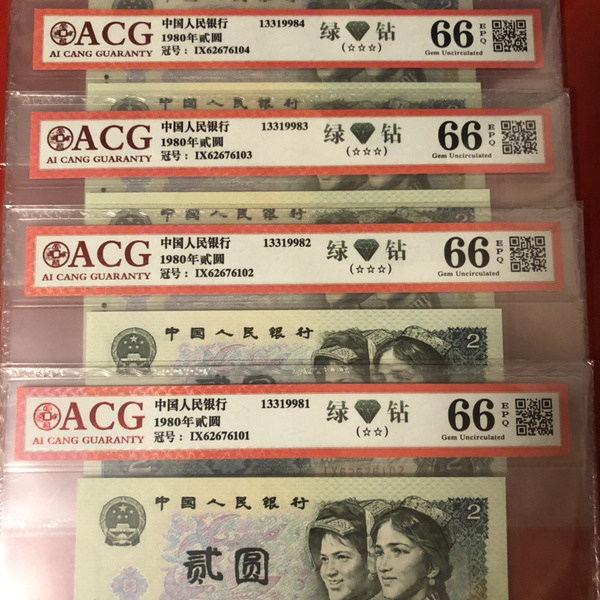 ACG
AI CANG GUARANTY
中国人民银行 13319984
1980年贰圆
冠号： IX62676104
绿 钻
(☆☆☆)
66 EPQ
Gem Uncirculated
中国人民银行
2
ACG
AI CANG GUARANTY
中国人民银行 13319983
1980年贰圆
冠号： IX62676103
绿 钻
(☆☆☆)
66 EPQ
Gem Uncirculated
中国人民银行
2
ACG
AI CANG GUARANTY
中国人民银行 13319982
1980年贰圆
冠号： IX62676102
绿 钻
(☆☆☆)
66 EPQ
Gem Uncirculated
中国人民银行
2
贰圆
ACG
AI CANG GUARANTY
中国人民银行 13319981
1980年贰圆
冠号： IX62676101
绿 钻
(☆☆)
66 EPQ
Gem Uncirculated
2
IX62676102
中国人民银行
2
贰圆